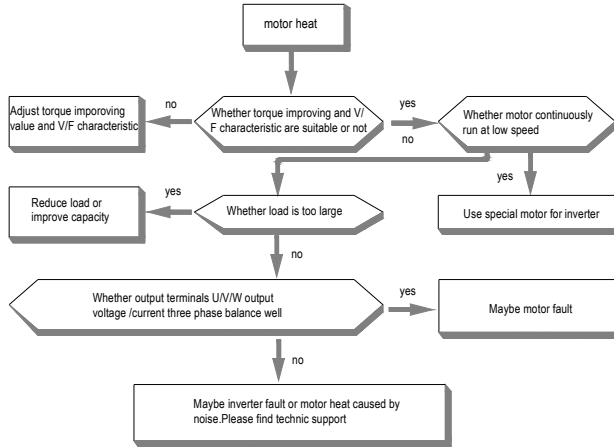 motor heat
Adjust torque imporoving
value and V/F characteristic
no
Whether torque improving and V/
F characteristic are suitable or not
yes
no
Whether motor continuously
run at low speed
yes
Use special motor for inverter
Reduce load or
improve capacity
yes
Whether load is too large
no
Whether output terminals U/V/W output
voltage /current three phase balance well
yes
Maybe motor fault
no
Maybe inverter fault or motor heat caused by
noise.Please find technic support